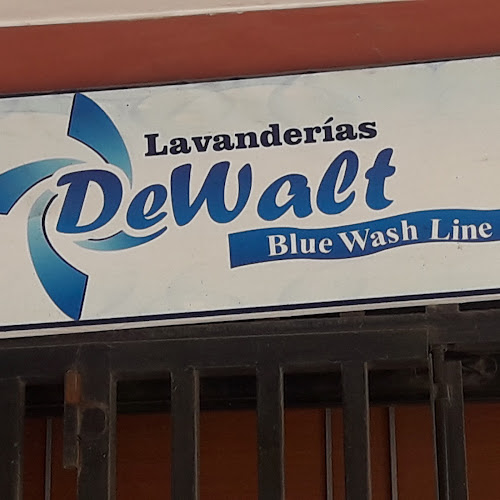 Lavanderías
DeWalt
Blue Wash Line